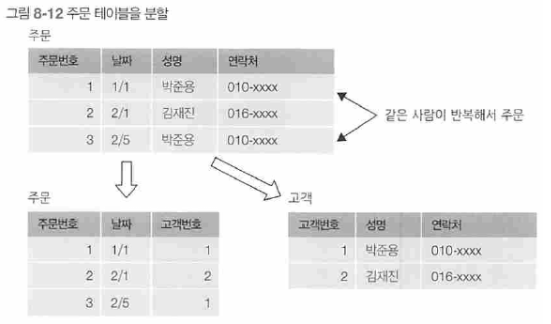 그림 8-12 주문 테이블을 분할
주문
주문번호 날짜 성명 연락처
1 1/1 박준용 010-xxxx
2 2/1 김재진 016-xxxx
3 2/5 박준용 010-xxxx
같은 사람이 반복해서 주문
주문
주문번호 날짜 고객번호
1 1/1 1
2 2/1 2
3 2/5 1
고객
고객번호 성명 연락처
1 박준용 010-xxxx
2 김재진 016-xxxx